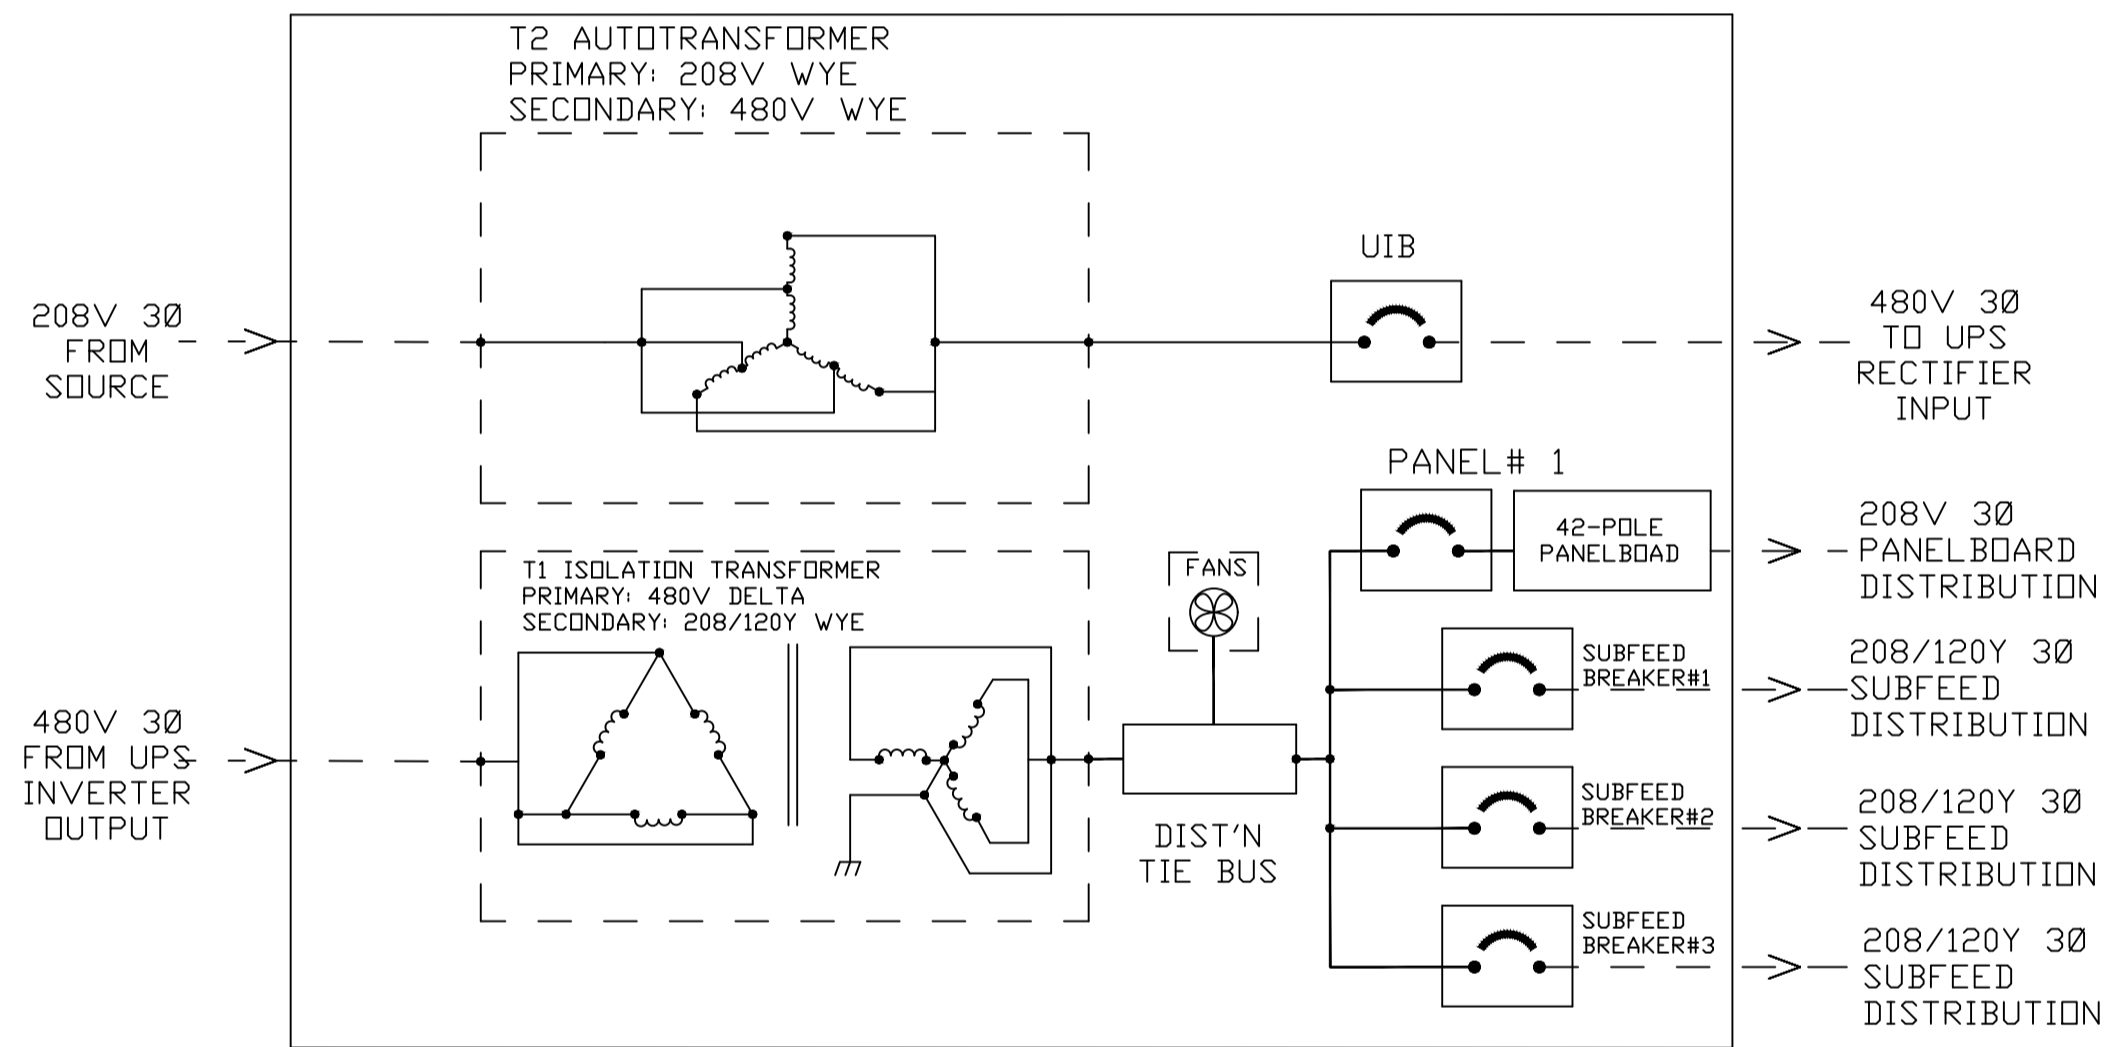 T2 AUTOTRANSFORMER
PRIMARY: 208V WYE
SECONDARY: 480V WYE
UIB
208V 3Ø
FROM
SOURCE
480V 3Ø
TO UPS
RECTIFIER
INPUT
PANEL# 1
42-POLE
PANELBOAD
208V 3Ø
PANELBOARD
DISTRIBUTION
T1 ISOLATION TRANSFORMER
PRIMARY: 480V DELTA
SECONDARY: 208/120Y WYE
FANS
SUBFEED
BREAKER#1
208/120Y 3Ø
SUBFEED
DISTRIBUTION
480V 3Ø
FROM UPS
INVERTER
OUTPUT
DIST'N
TIE BUS
SUBFEED
BREAKER#2
208/120Y 3Ø
SUBFEED
DISTRIBUTION
SUBFEED
BREAKER#3
208/120Y 3Ø
SUBFEED
DISTRIBUTION